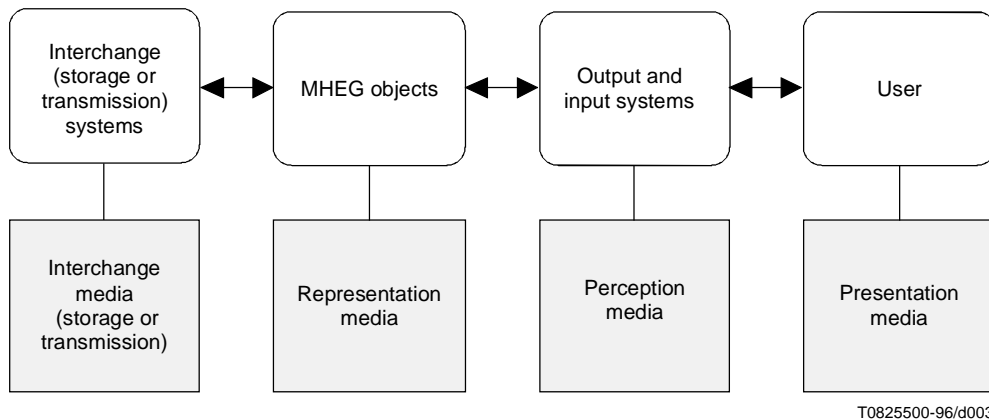 Interchange
(storage or
transmission)
systems
MHEG objects
Output and
input systems
User
Interchange
media
(storage or
transmission)
Representation
media
Perception
media
Presentation
media
T0825500-96/d003